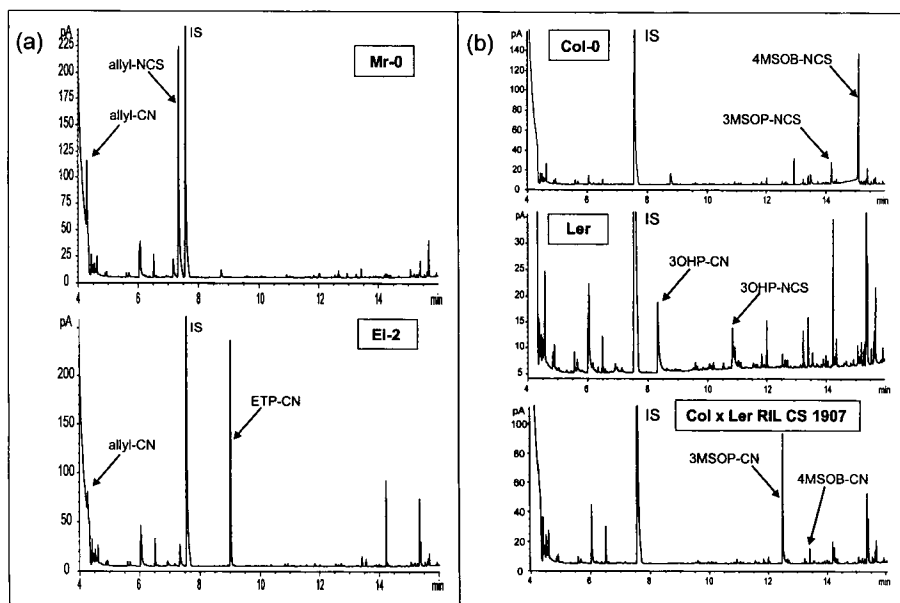 (a)
pA
IS
Mr-0
allyl-NCS
allyl-CN
225
200
175
150
125
100
75
50
25
0
4 6 8 10 12 14 min
pA
IS
El-2
ETP-CN
allyl-CN
200
150
100
50
0
4 6 8 10 12 14 min
(b)
pA
IS
Col-0
4MSOB-NCS
3MSOP-NCS
140
120
100
80
60
40
20
0
4 6 8 10 12 14 min
pA
IS
Ler
3OHP-CN
3OHP-NCS
35
30
25
20
15
10
5
4 6 8 10 12 14 min
pA
IS
Col x Ler RIL CS 1907
3MSOP-CN
4MSOB-CN
100
80
60
40
20
0
4 6 8 10 12 14 min